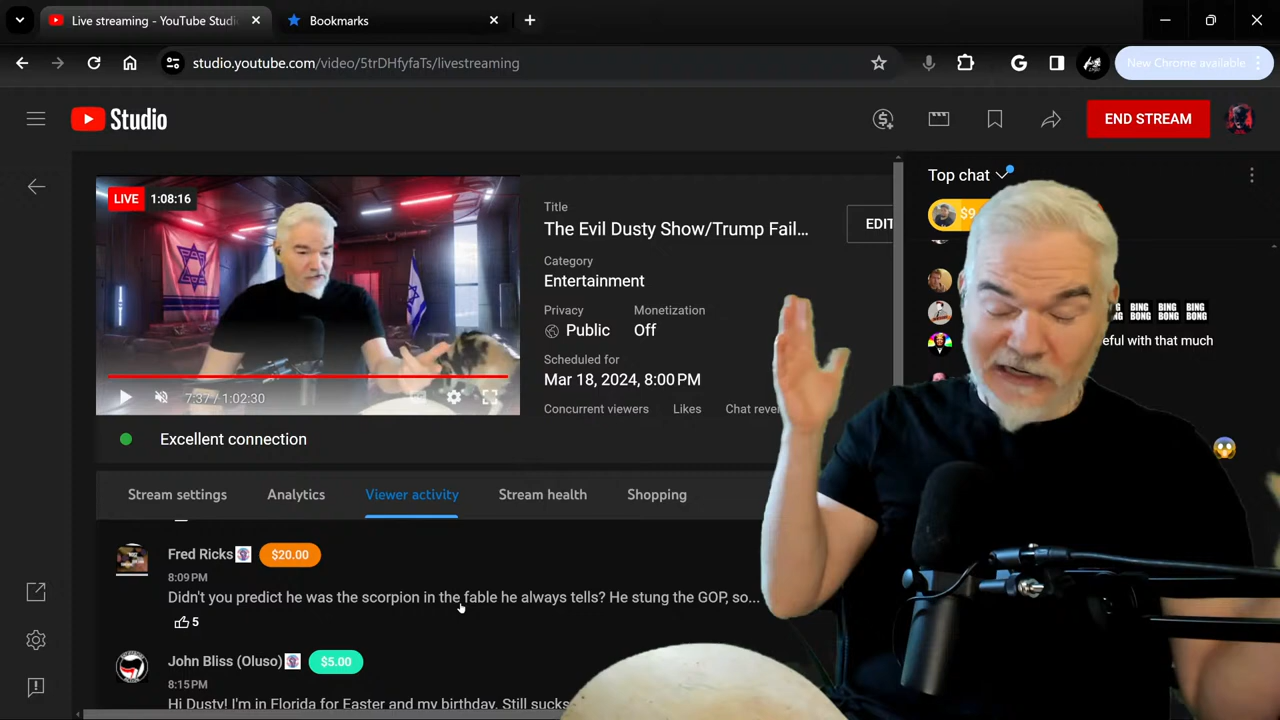 Live streaming - YouTube Studi
Bookmarks
studio.youtube.com/video/5trDHfyfaTs/livestreaming
New Chrome available
Studio
END STREAM
LIVE 1:08:16
7:37 / 1:02:30
Title
The Evil Dusty Show/Trump Fail...
EDIT
Category
Entertainment
Privacy
Monetization
Public
Off
Scheduled for
Mar 18, 2024, 8:00 PM
Concurrent viewers
Likes
Excellent connection
Stream settings
Analytics
Viewer activity
Stream health
Shopping
Fred Ricks $20.00
8:09 PM
Didn't you predict he was the scorpion in the fable he always tells? He stung the GOP, so...
5
John Bliss (Oluso) $5.00
8:15 PM
Hi Dusty! I'm in Florida for Easter and my birthday. Still sucks
Top chat
$9
BING BONG BING BONG
with that much